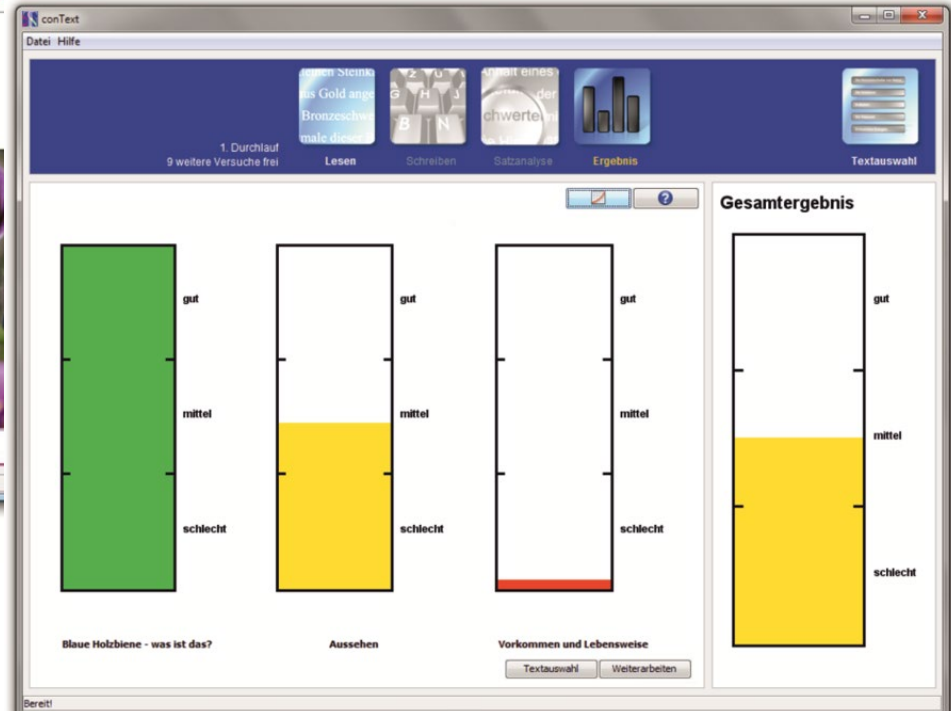 conText
Datei Hilfe
1. Durchlauf
9 weitere Versuche frei
Lesen
Schreiben
Satzanalyse
Ergebnis
Textauswahl
Gesamtergebnis
gut
gut
gut
gut
mittel
mittel
mittel
mittel
schlecht
schlecht
schlecht
schlecht
Blaue Holzbiene - was ist das?
Aussehen
Vorkommen und Lebensweise
Textauswahl
Weiterarbeiten
Bereit!